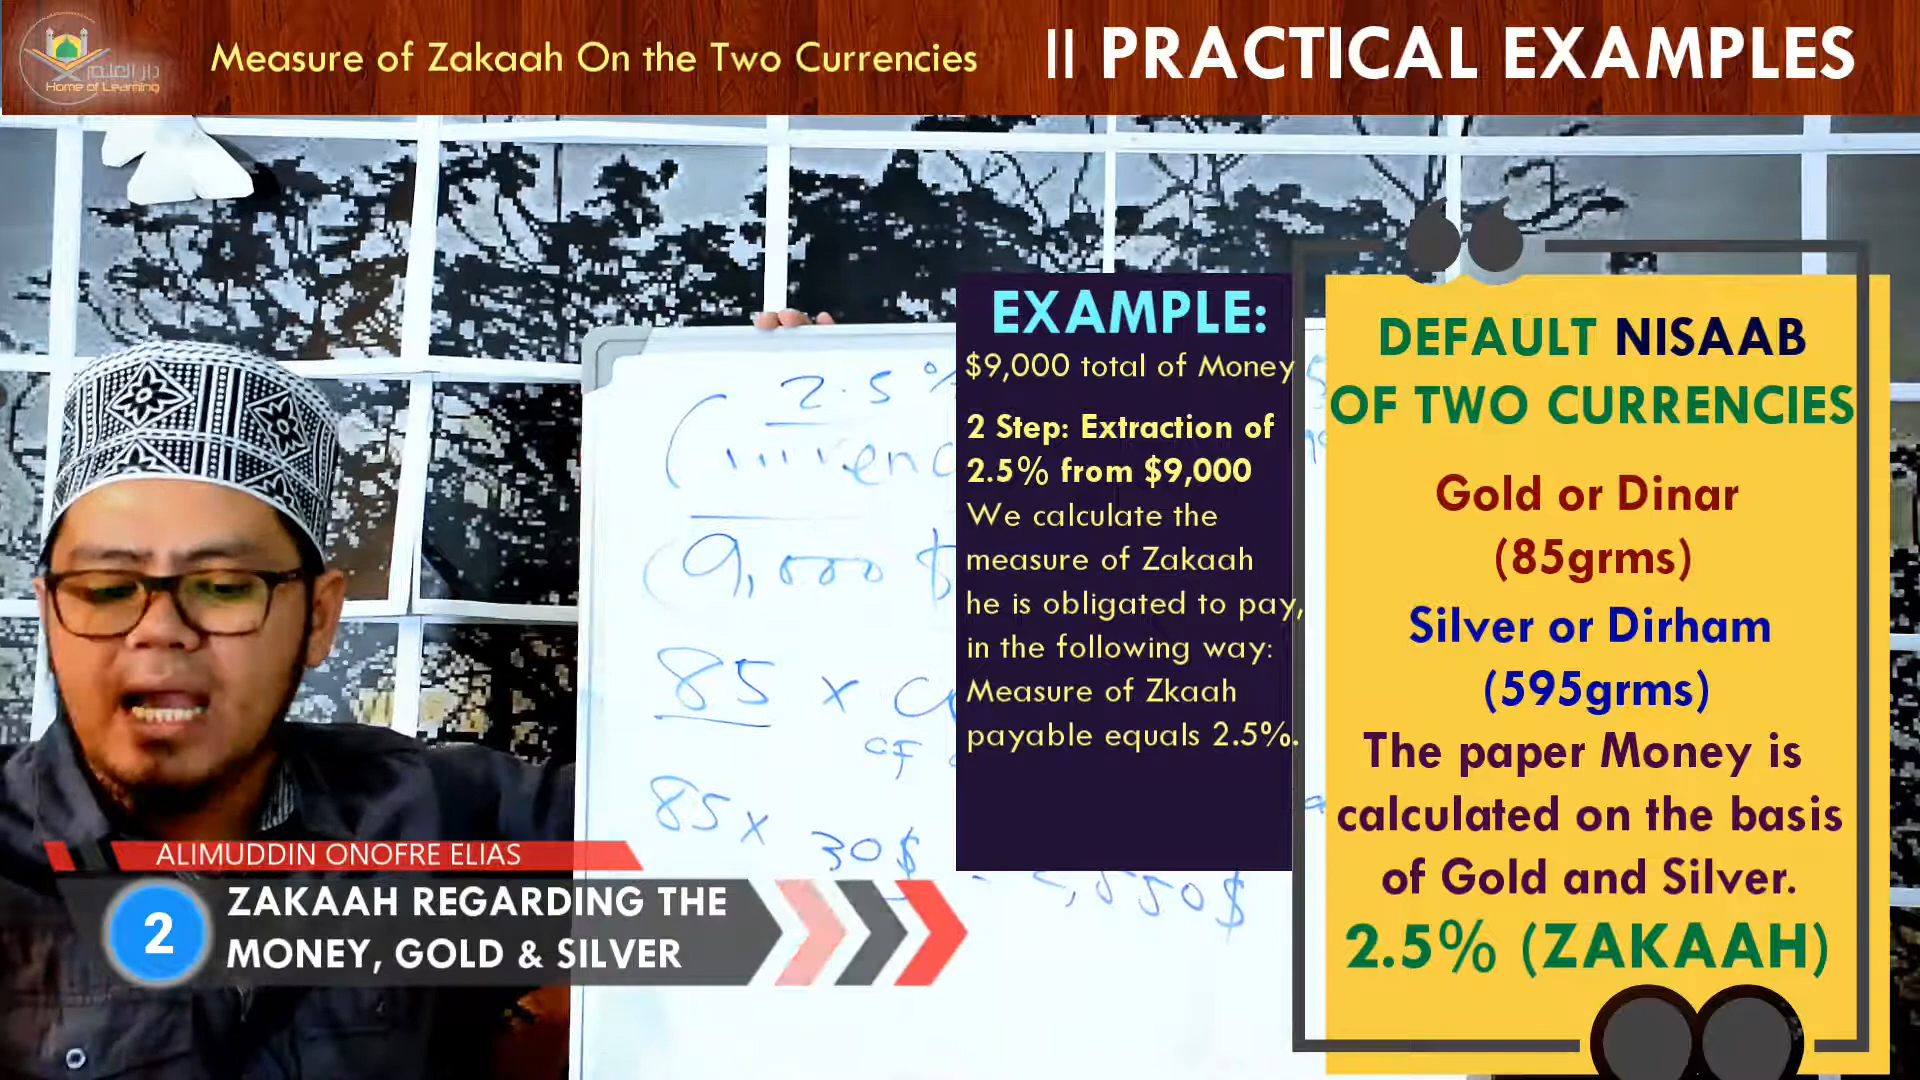 دار العلم
Home of Learning
Measure of Zakaah On the Two Currencies
II PRACTICAL EXAMPLES
EXAMPLE:
$9,000 total of Money
2 Step: Extraction of
2.5% from $9,000
We calculate the
measure of Zakaah
he is obligated to pay,
in the following way:
Measure of Zkaah
payable equals 2.5%.
DEFAULT NISAAB
OF TWO CURRENCIES
Gold or Dinar
(85grms)
Silver or Dirham
(595grms)
The paper Money is
calculated on the basis
of Gold and Silver.
2.5% (ZAKAAH)
2.5%
(9,000 $
85 x
OF
85 x 30$
,550$
ALIMUDDIN ONOFRE ELIAS
2
ZAKAAH REGARDING THE
MONEY, GOLD & SILVER